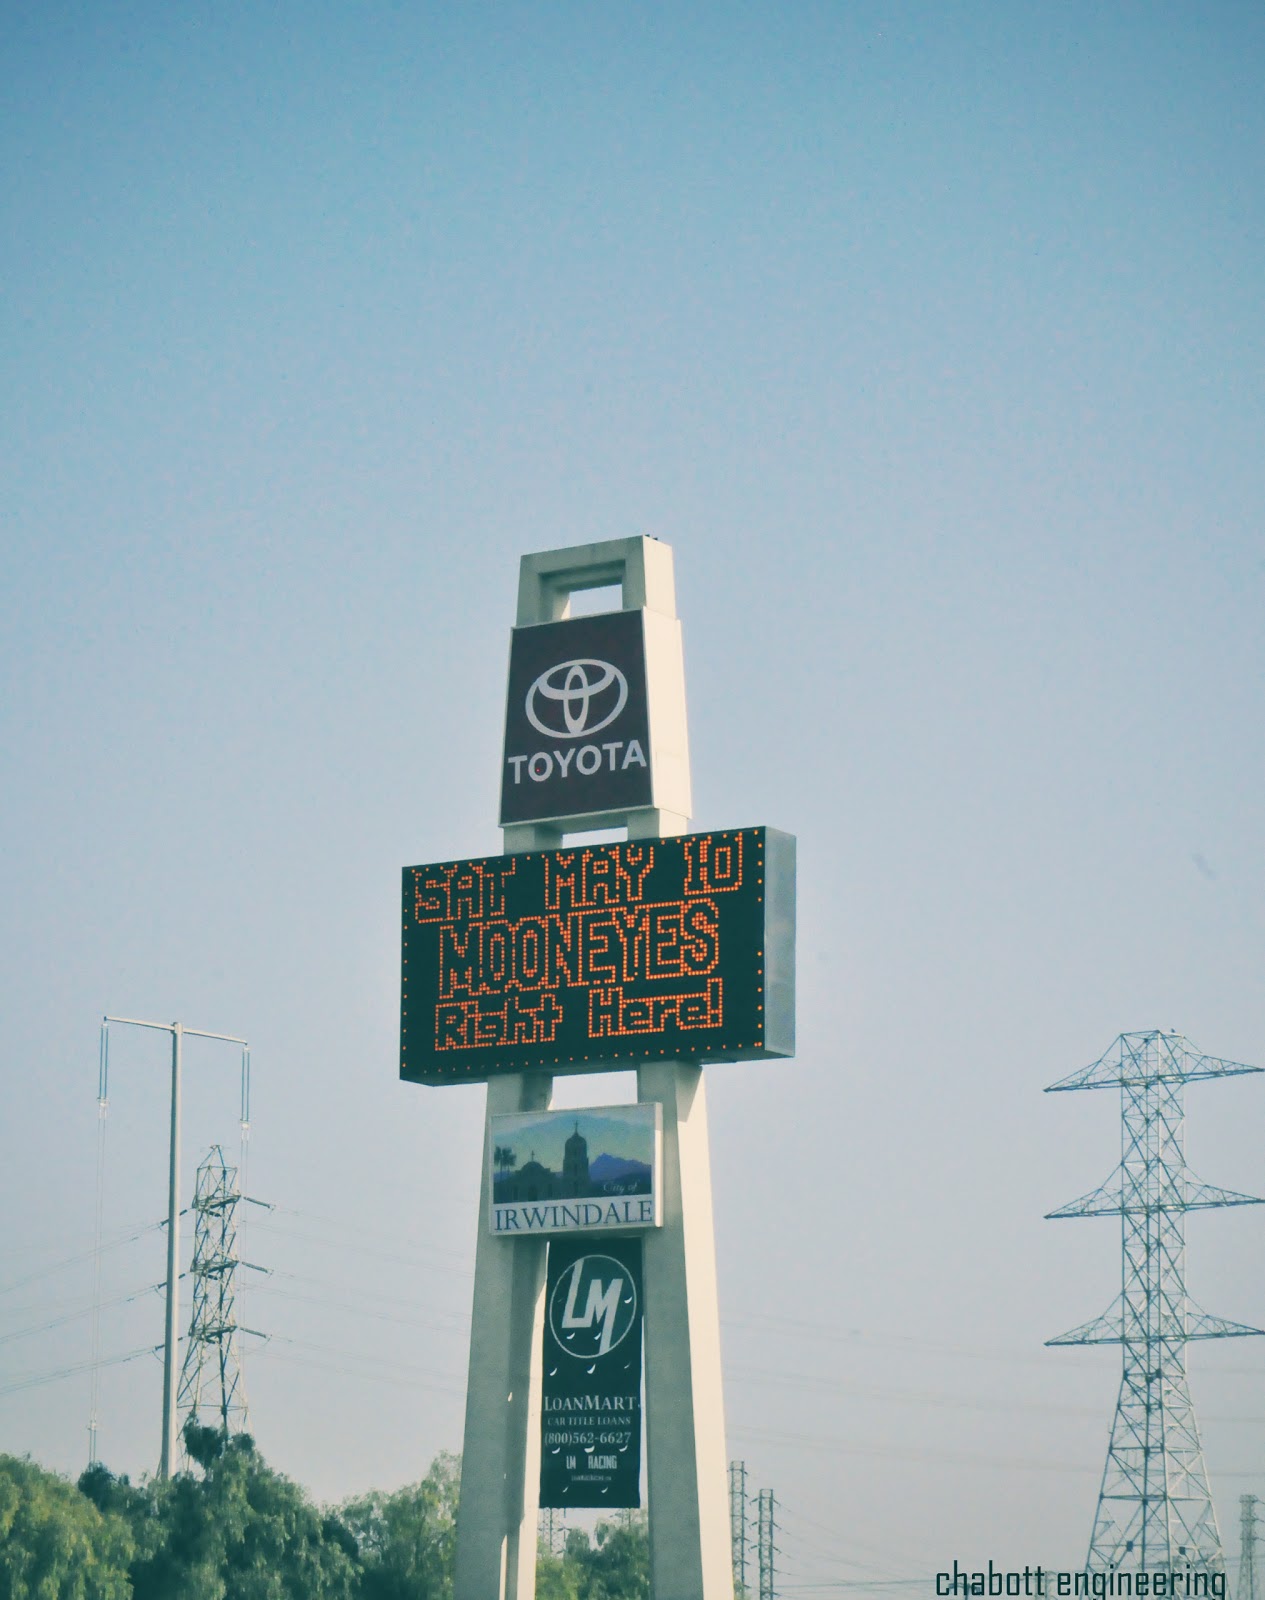 TOYOTA
SAT MAY 10
MOONEYES
Right Here!
City of
IRWINDALE
LM
LOANMART
CAR TITLE LOANS
(800)562-6627
LM RACING
chabott engineering